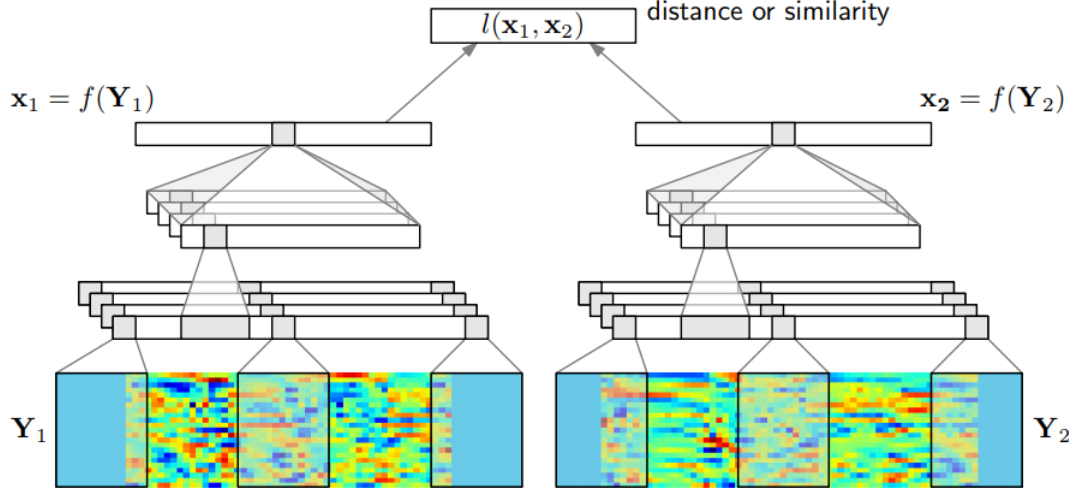 l(x₁, x₂)
distance or similarity
x₁ = f(Y₁)
x₂ = f(Y₂)
Y₁
Y₂